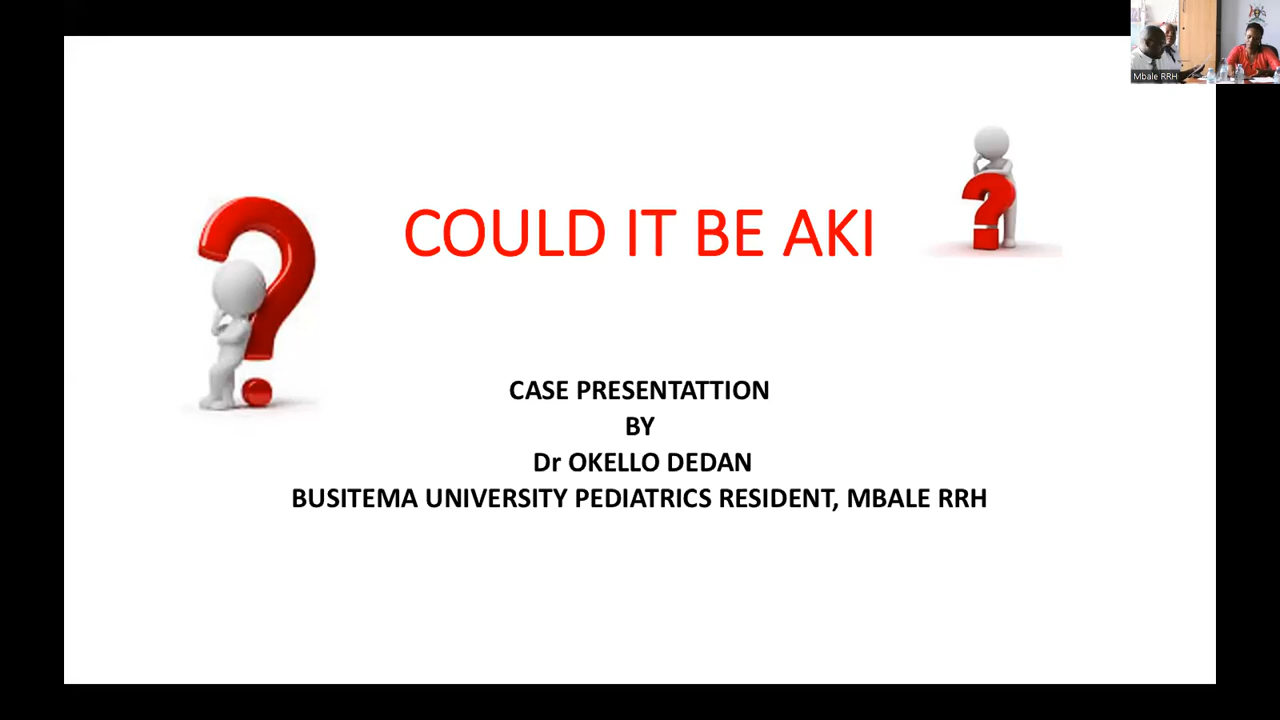 Mbale RRH
COULD IT BE AKI
CASE PRESENTATTION
BY
Dr OKELLO DEDAN
BUSITEMA UNIVERSITY PEDIATRICS RESIDENT, MBALE RRH